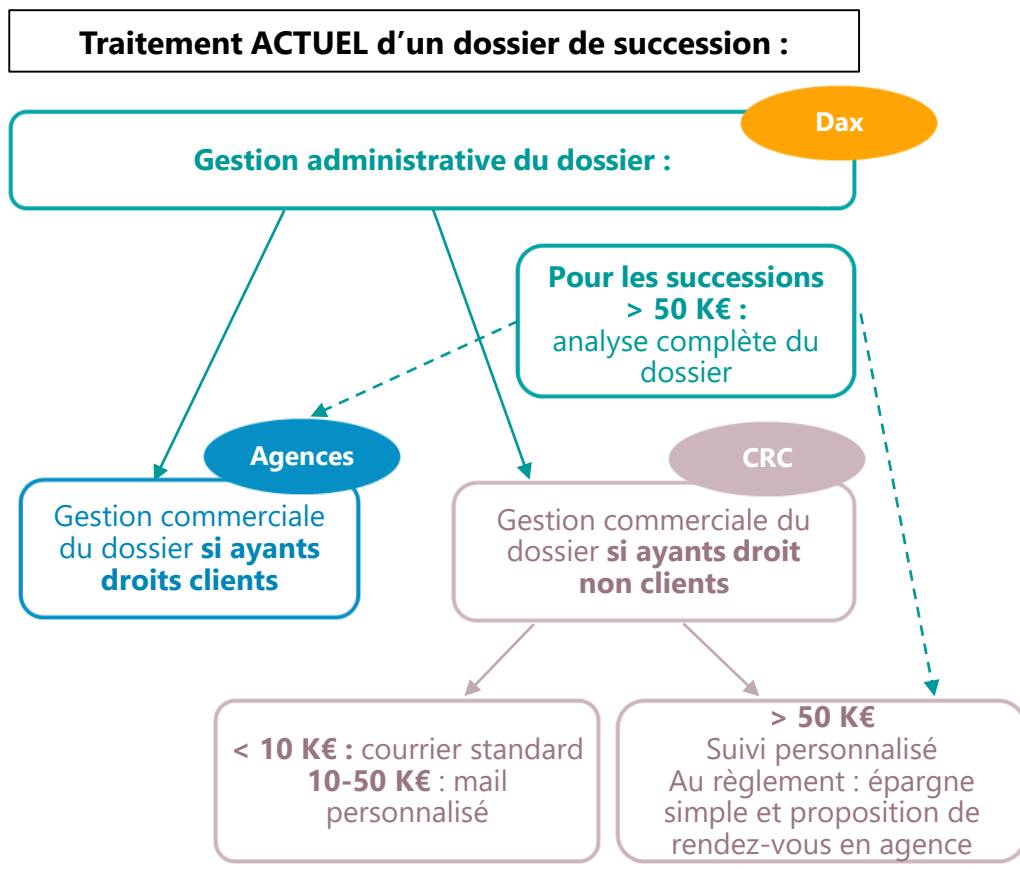 Traitement ACTUEL d’un dossier de succession :
Dax
Gestion administrative du dossier :
Pour les successions
> 50 K€ :
analyse complète du
dossier
Agences
Gestion commerciale
du dossier si ayants
droits clients
CRC
Gestion commerciale du
dossier si ayants droit
non clients
< 10 K€ : courrier standard
10-50 K€ : mail
personnalisé
> 50 K€
Suivi personnalisé
Au règlement : épargne
simple et proposition de
rendez-vous en agence